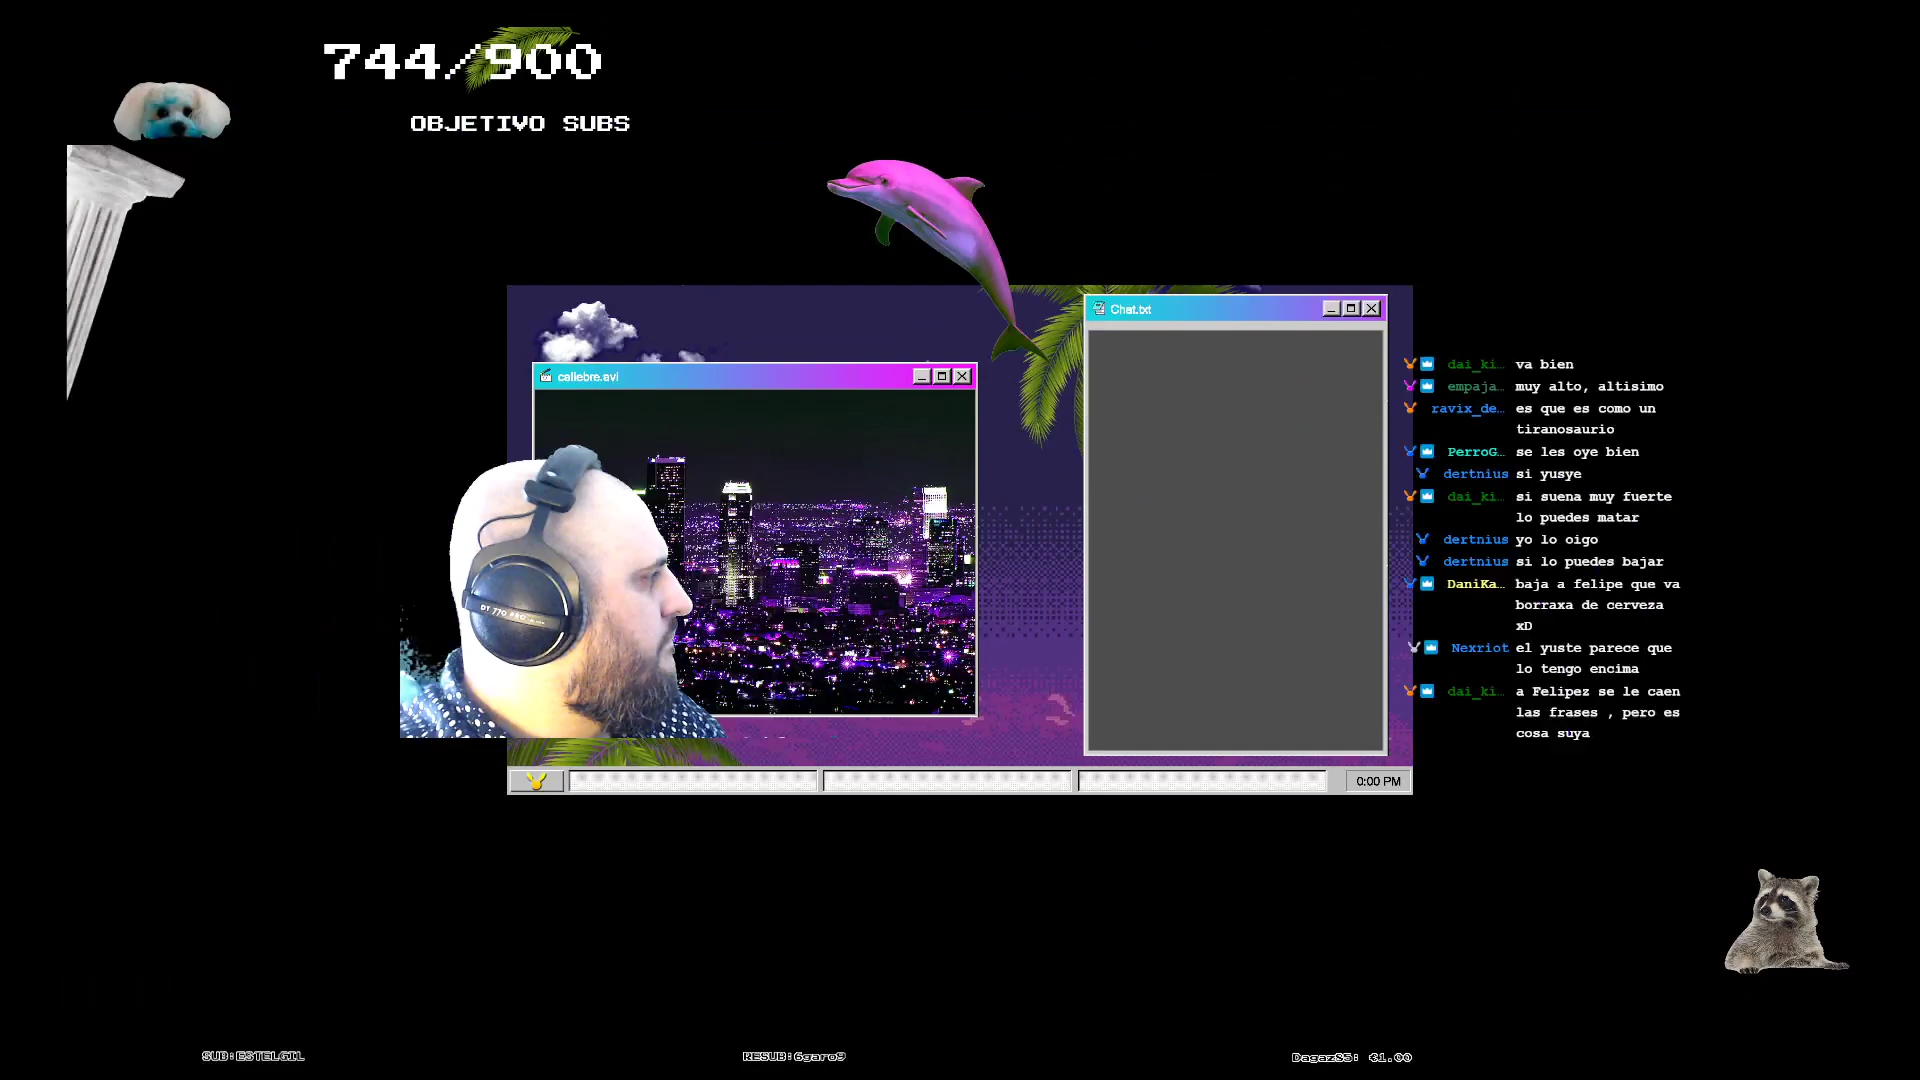 744/900
OBJETIVO SUBS
Chat.txt
callebre.avi
DT 770 PRO
dai_ki… va bien
empaja… muy alto, altisimo
ravix_de… es que es como un
tiranosaurio
PerroG… se les oye bien
dertnius si yusye
dai_ki… si suena muy fuerte
lo puedes matar
dertnius yo lo oigo
dertnius si lo puedes bajar
DaniKa… baja a felipe que va
borraxa de cerveza
xD
Nexriot el yuste parece que
lo tengo encima
dai_ki… a Felipez se le caen
las frases , pero es
cosa suya
0:00 PM
SUB:ESTELGIL
RESUB:6garo9
DagazS5: €1.00